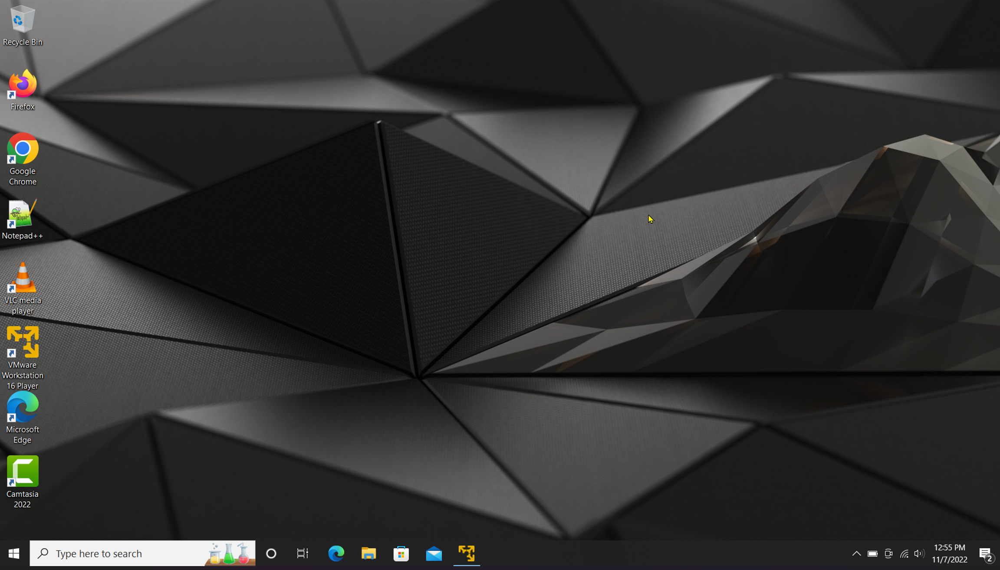 Recycle Bin
Firefox
Google
Chrome
Notepad++
VLC media
player
VMware
Workstation
16 Player
Microsoft
Edge
Camtasia
2022
Type here to search
12:55 PM
11/7/2022
2